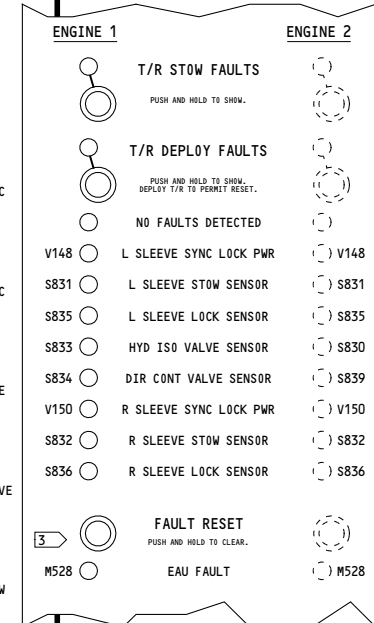 ENGINE 1 ENGINE 2
T/R STOW FAULTS
PUSH AND HOLD TO SHOW.
T/R DEPLOY FAULTS
PUSH AND HOLD TO SHOW.
DEPLOY T/R TO PERMIT RESET.
C
NO FAULTS DETECTED
V148 L SLEEVE SYNC LOCK PWR V148
S831 L SLEEVE STOW SENSOR S831
C
S835 L SLEEVE LOCK SENSOR S835
S833 HYD ISO VALVE SENSOR S830
S834 DIR CONT VALVE SENSOR S839
E
V150 R SLEEVE SYNC LOCK PWR V150
S832 R SLEEVE STOW SENSOR S832
S836 R SLEEVE LOCK SENSOR S836
VE
FAULT RESET
3 PUSH AND HOLD TO CLEAR.
M528 EAU FAULT M528
W